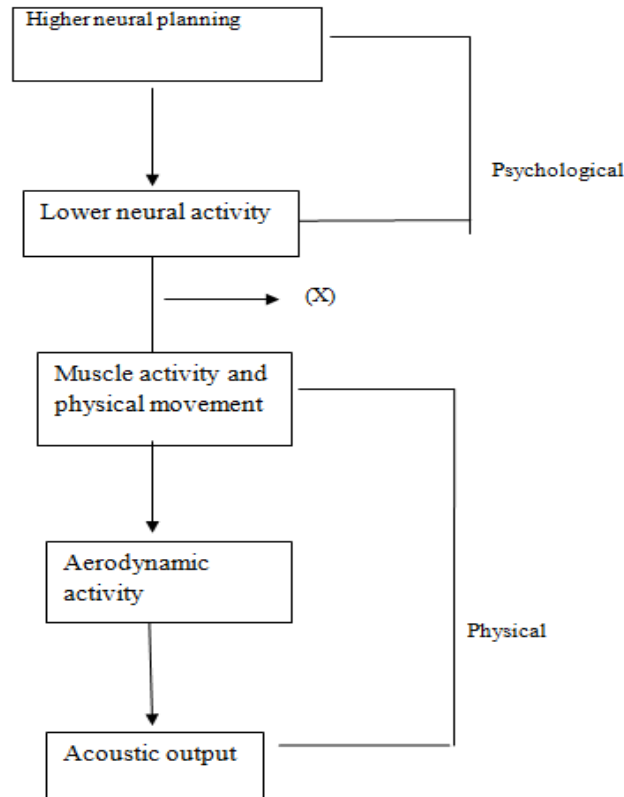 Higher neural planning
Psychological
Lower neural activity
(X)
Muscle activity and
physical movement
Aerodynamic
activity
Physical
Acoustic output